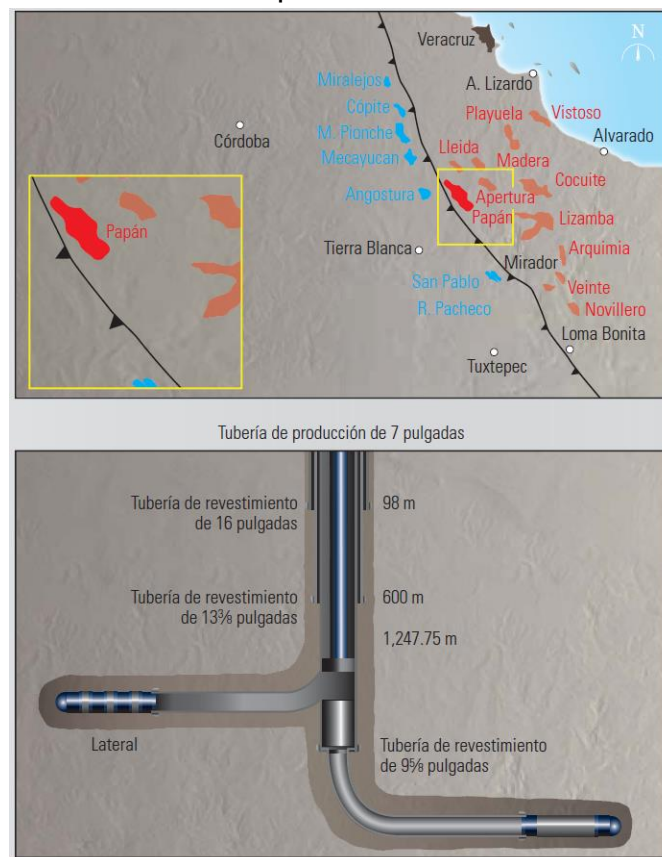 N
Veracruz
Miralejos
A. Lizardo
Cópite
Playuela
Vistoso
Córdoba
M. Pionche
Lleida
Alvarado
Mecayucan
Madera
Cocuite
Angostura
Apertura
Papán
Papán
Lizamba
Tierra Blanca
Arquimia
Mirador
San Pablo
Veinte
R. Pacheco
Novillero
Loma Bonita
Tuxtepec
Tubería de producción de 7 pulgadas
Tubería de revestimiento
de 16 pulgadas
98 m
Tubería de revestimiento
de 13⅜ pulgadas
600 m
1,247.75 m
Lateral
Tubería de revestimiento
de 9⅝ pulgadas